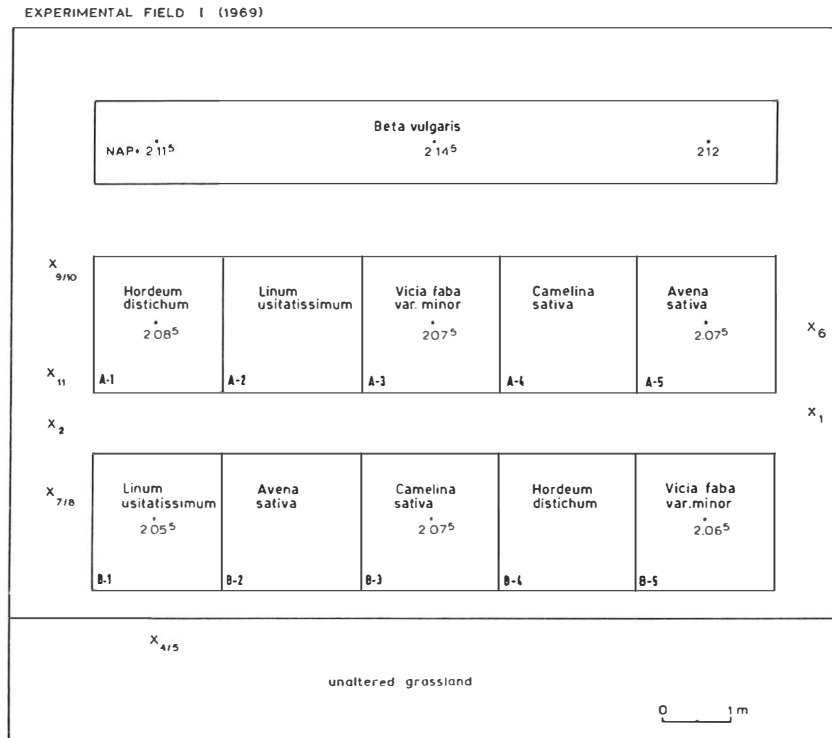 EXPERIMENTAL FIELD I (1969)
Beta vulgaris
NAP+ 2.11⁵
2.14⁵
2.12
X 9/10
Hordeum
distichum
2.08⁵
A-1
Linum
usitatissimum
A-2
Vicia faba
var. minor
2.07⁵
A-3
Camelina
sativa
A-4
Avena
sativa
2.07⁵
A-5
X 6
X 11
X 2
X 1
X 7/8
Linum
usitatissimum
2.05⁵
B-1
Avena
sativa
B-2
Camelina
sativa
2.07⁵
B-3
Hordeum
distichum
B-4
Vicia faba
var.minor
2.06⁵
B-5
X 4/5
unaltered grassland
0 1 m